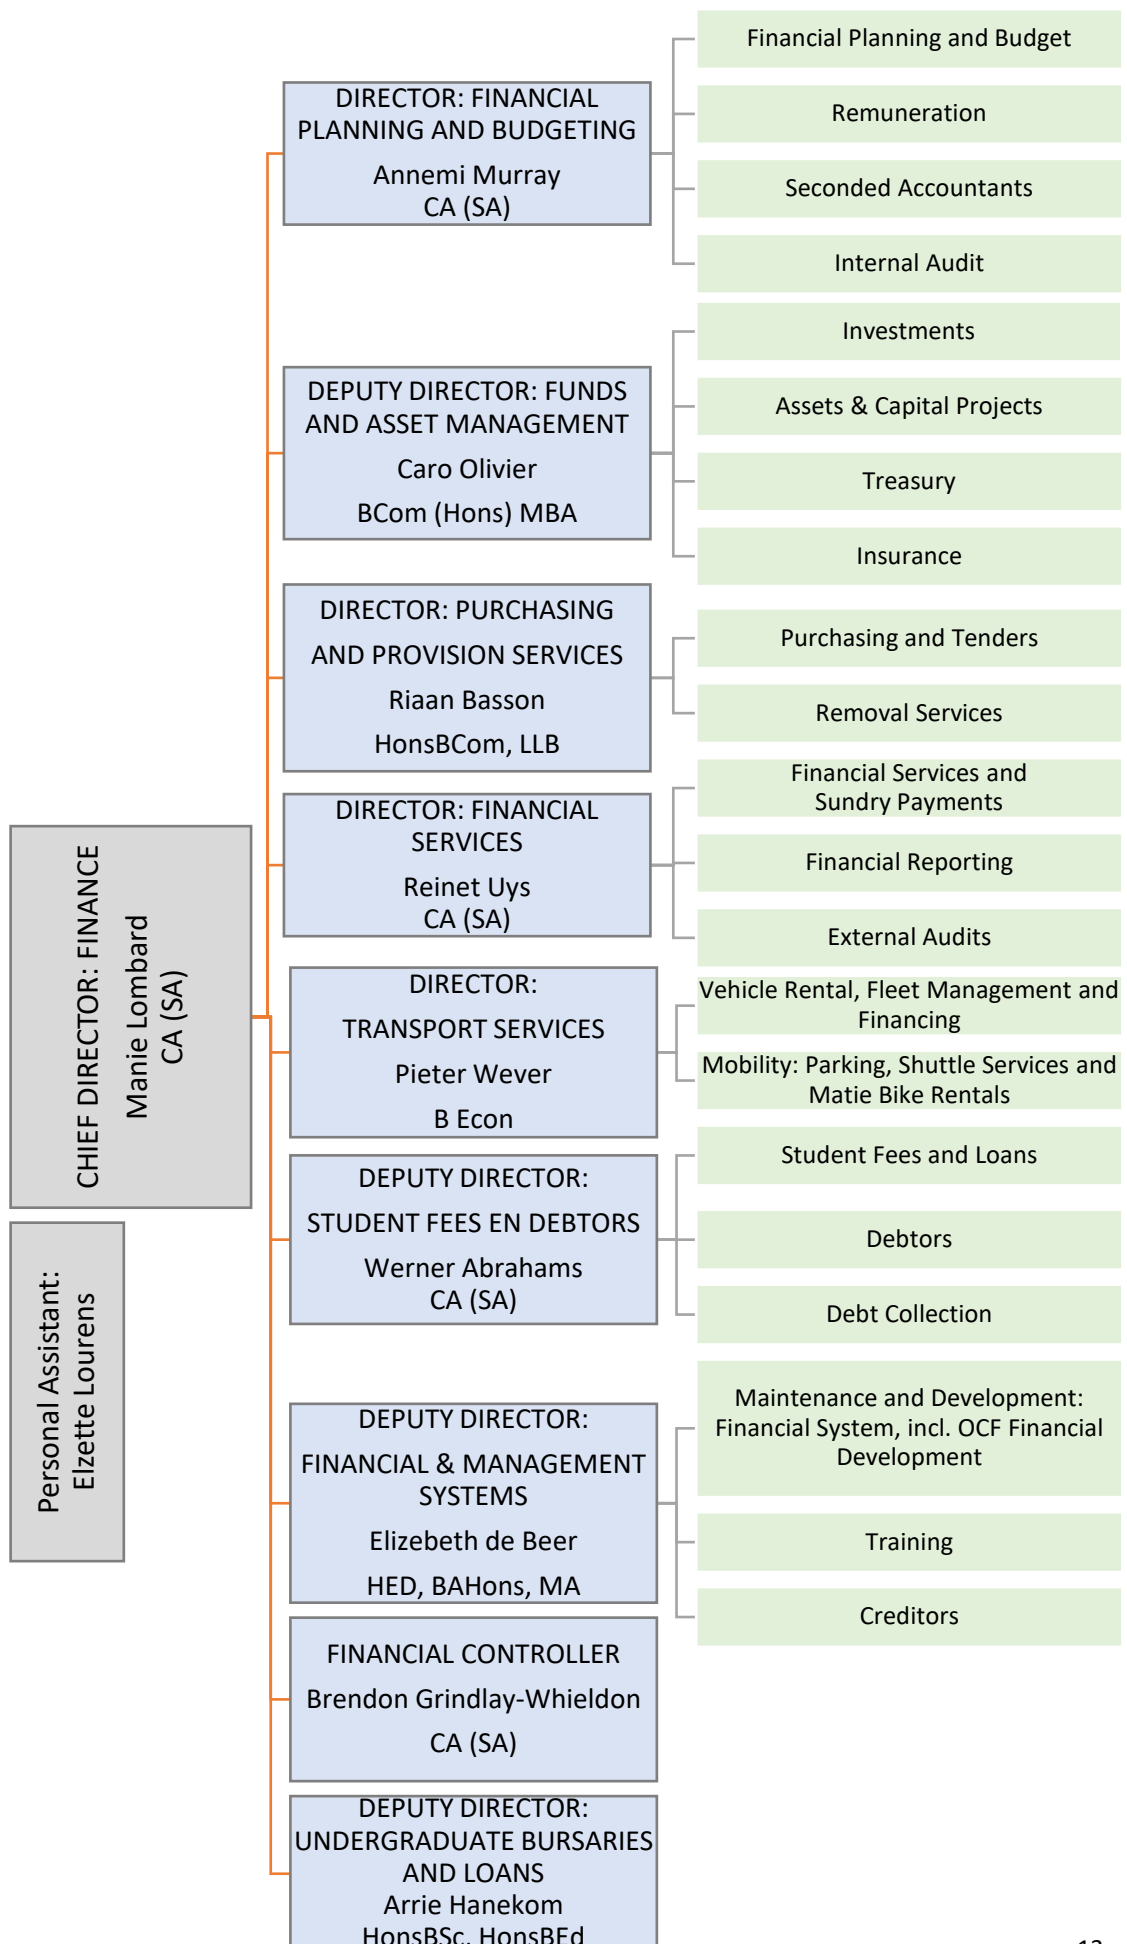 CHIEF DIRECTOR: FINANCE
Manie Lombard
CA (SA)
Personal Assistant:
Elzette Lourens
DIRECTOR: FINANCIAL
PLANNING AND BUDGETING
Annemi Murray
CA (SA)
Financial Planning and Budget
Remuneration
Seconded Accountants
Internal Audit
DEPUTY DIRECTOR: FUNDS
AND ASSET MANAGEMENT
Caro Olivier
BCom (Hons) MBA
Investments
Assets & Capital Projects
Treasury
Insurance
DIRECTOR: PURCHASING
AND PROVISION SERVICES
Riaan Basson
HonsBCom, LLB
Purchasing and Tenders
Removal Services
DIRECTOR: FINANCIAL
SERVICES
Reinet Uys
CA (SA)
Financial Services and
Sundry Payments
Financial Reporting
External Audits
DIRECTOR:
TRANSPORT SERVICES
Pieter Wever
B Econ
Vehicle Rental, Fleet Management and
Financing
Mobility: Parking, Shuttle Services and
Matie Bike Rentals
DEPUTY DIRECTOR:
STUDENT FEES EN DEBTORS
Werner Abrahams
CA (SA)
Student Fees and Loans
Debtors
Debt Collection
DEPUTY DIRECTOR:
FINANCIAL & MANAGEMENT
SYSTEMS
Elizebeth de Beer
HED, BAHons, MA
Maintenance and Development:
Financial System, incl. OCF Financial
Development
Training
Creditors
FINANCIAL CONTROLLER
Brendon Grindlay-Whieldon
CA (SA)
DEPUTY DIRECTOR:
UNDERGRADUATE BURSARIES
AND LOANS
Arrie Hanekom
HonsBSc, HonsBEd